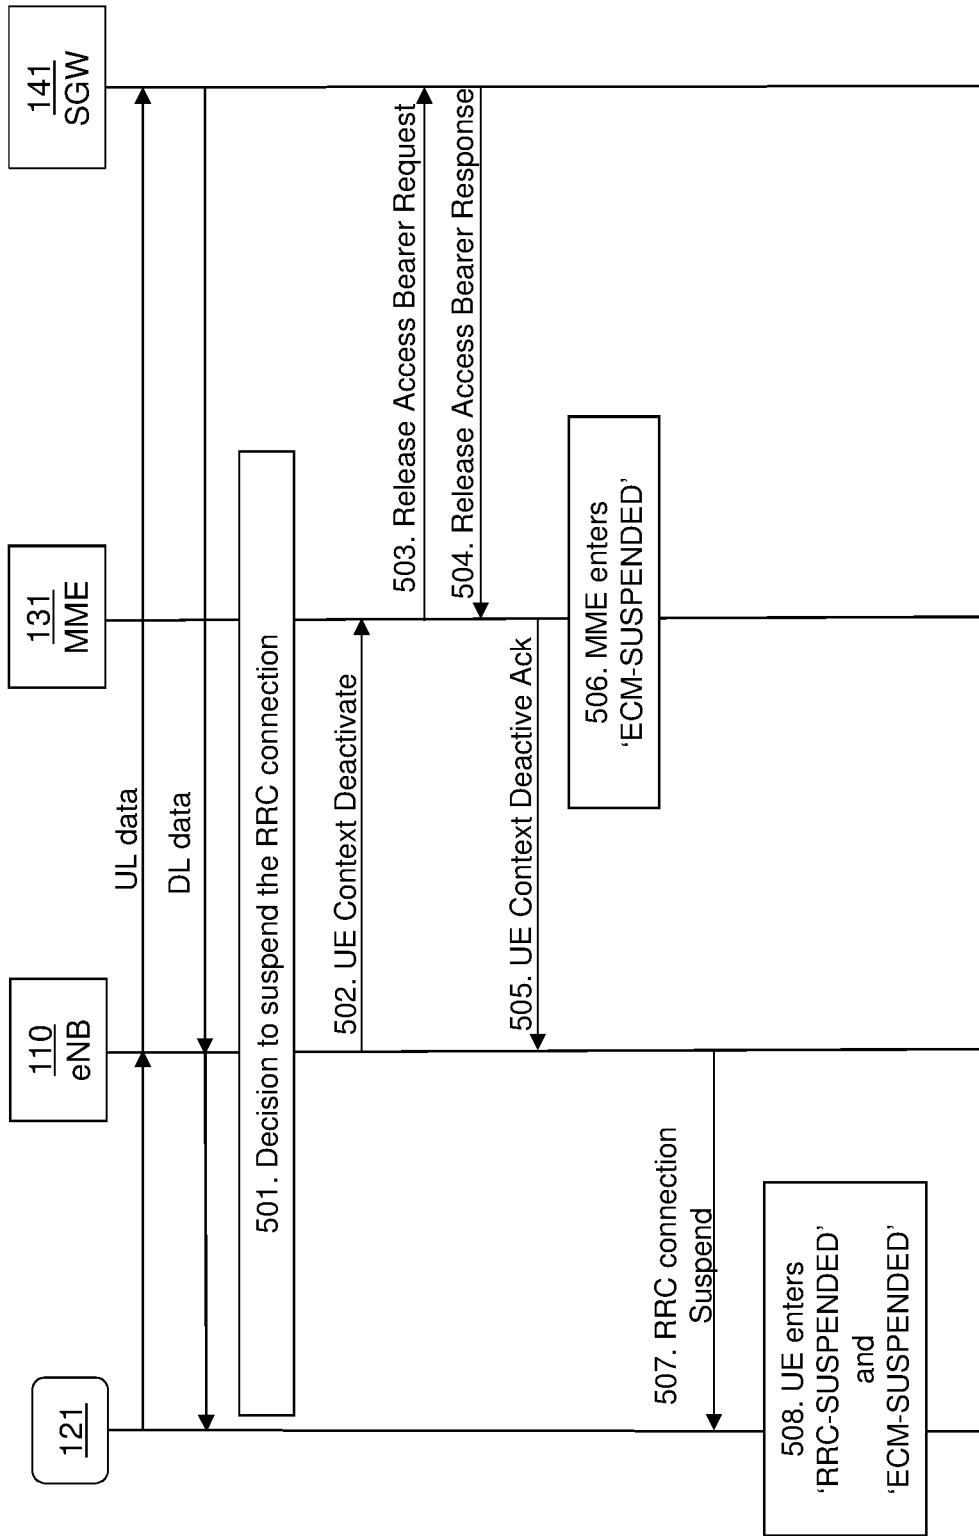 121
110
eNB
131
MME
141
SGW
UL data
DL data
501. Decision to suspend the RRC connection
502. UE Context Deactivate
503. Release Access Bearer Request
504. Release Access Bearer Response
505. UE Context Deactive Ack
506. MME enters
‘ECM-SUSPENDED’
507. RRC connection
Suspend
508. UE enters
‘RRC-SUSPENDED’
and
‘ECM-SUSPENDED’